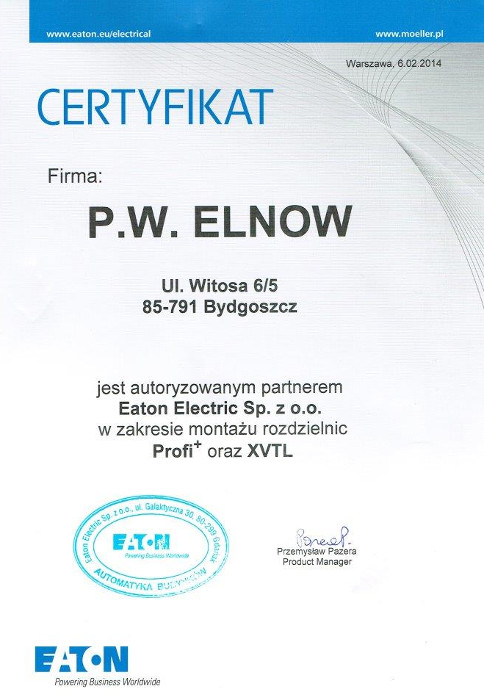 www.eaton.eu/electrical
www.moeller.pl
Warszawa, 6.02.2014
CERTYFIKAT
Firma:
P.W. ELNOW
Ul. Witosa 6/5
85-791 Bydgoszcz
jest autoryzowanym partnerem
Eaton Electric Sp. z o.o.
w zakresie montażu rozdzielnic
Profi+ oraz XVTL
Eaton Electric Sp. z o.o., ul. Galaktyczna 30, 80-299 Gdańsk
EATON
Powering Business Worldwide
AUTOMATYKA BUDYNKÓW
Przemysław Pazera
Product Manager
EATON
Powering Business Worldwide